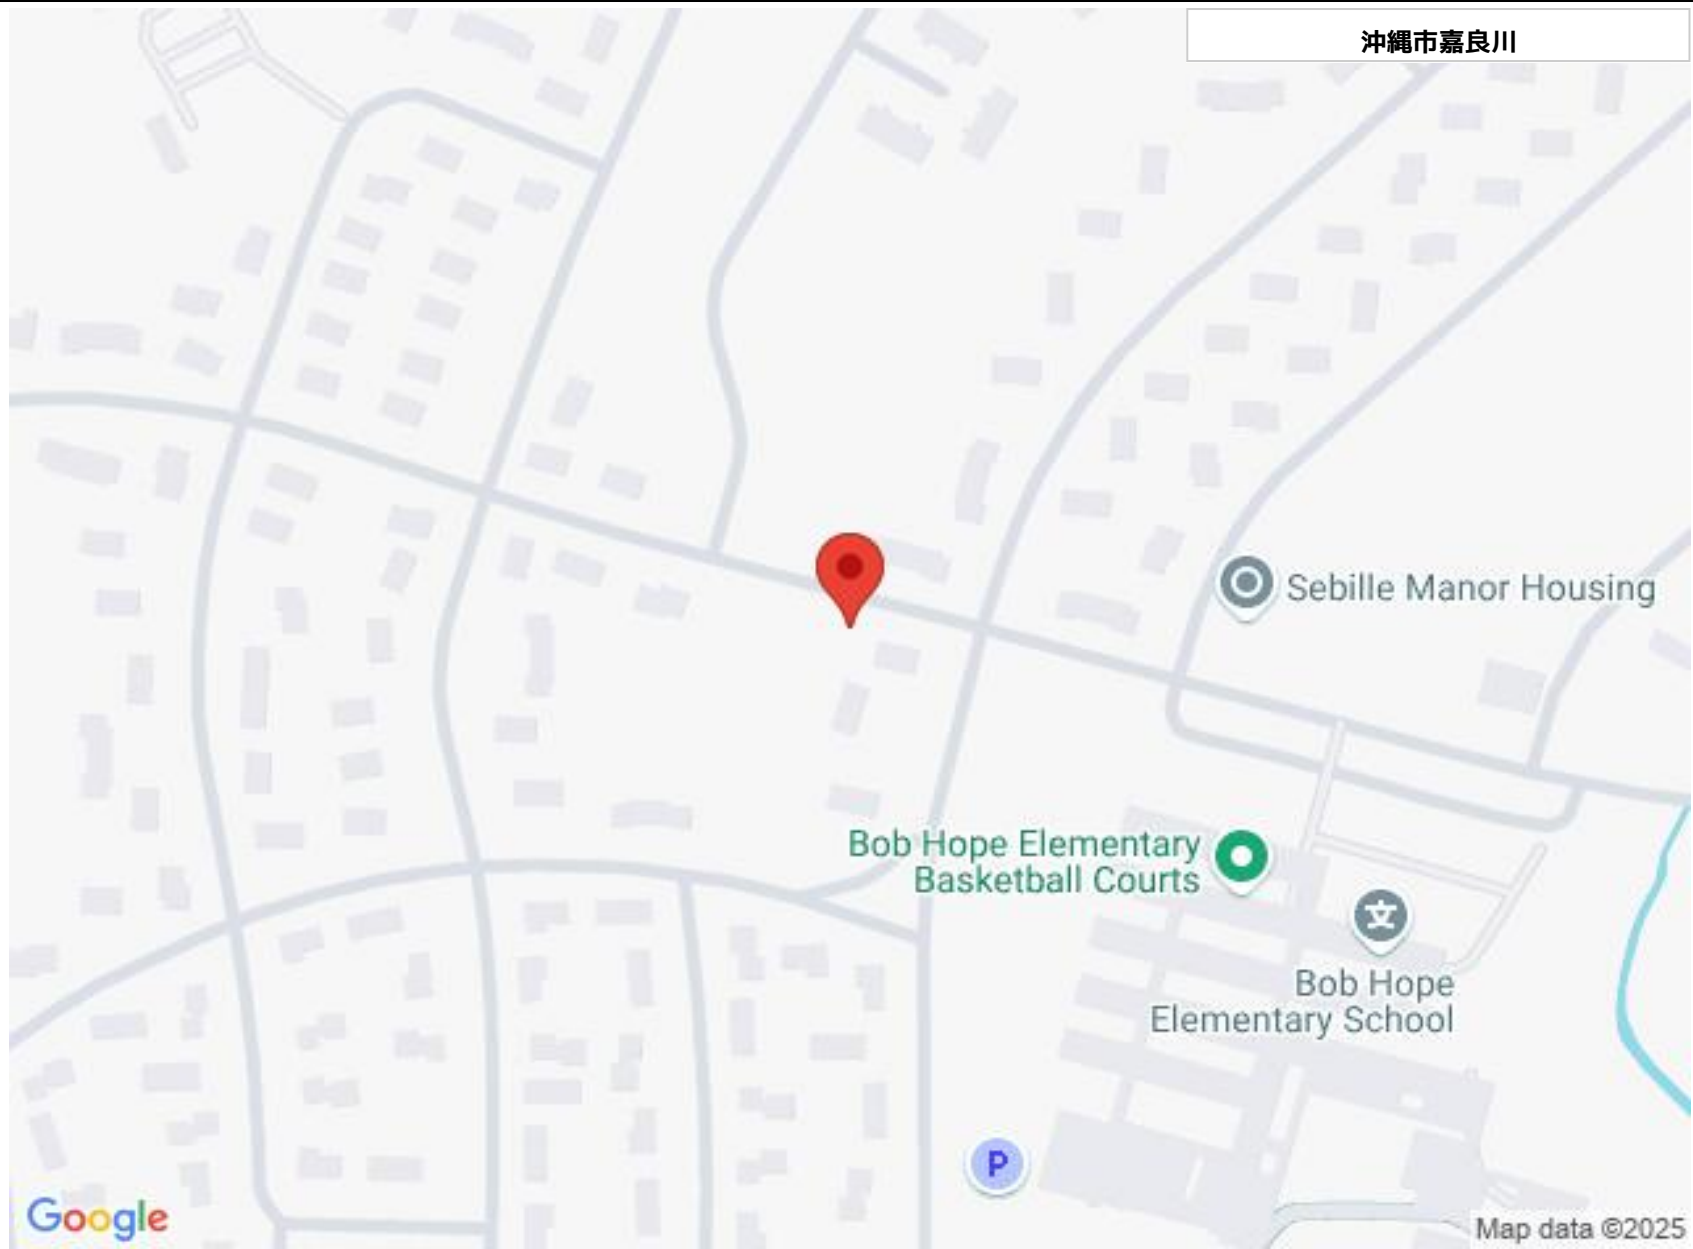 沖縄市嘉良川
Sebille Manor Housing
Bob Hope Elementary
Basketball Courts
文
Bob Hope
Elementary School
P
Google
Map data ©2025